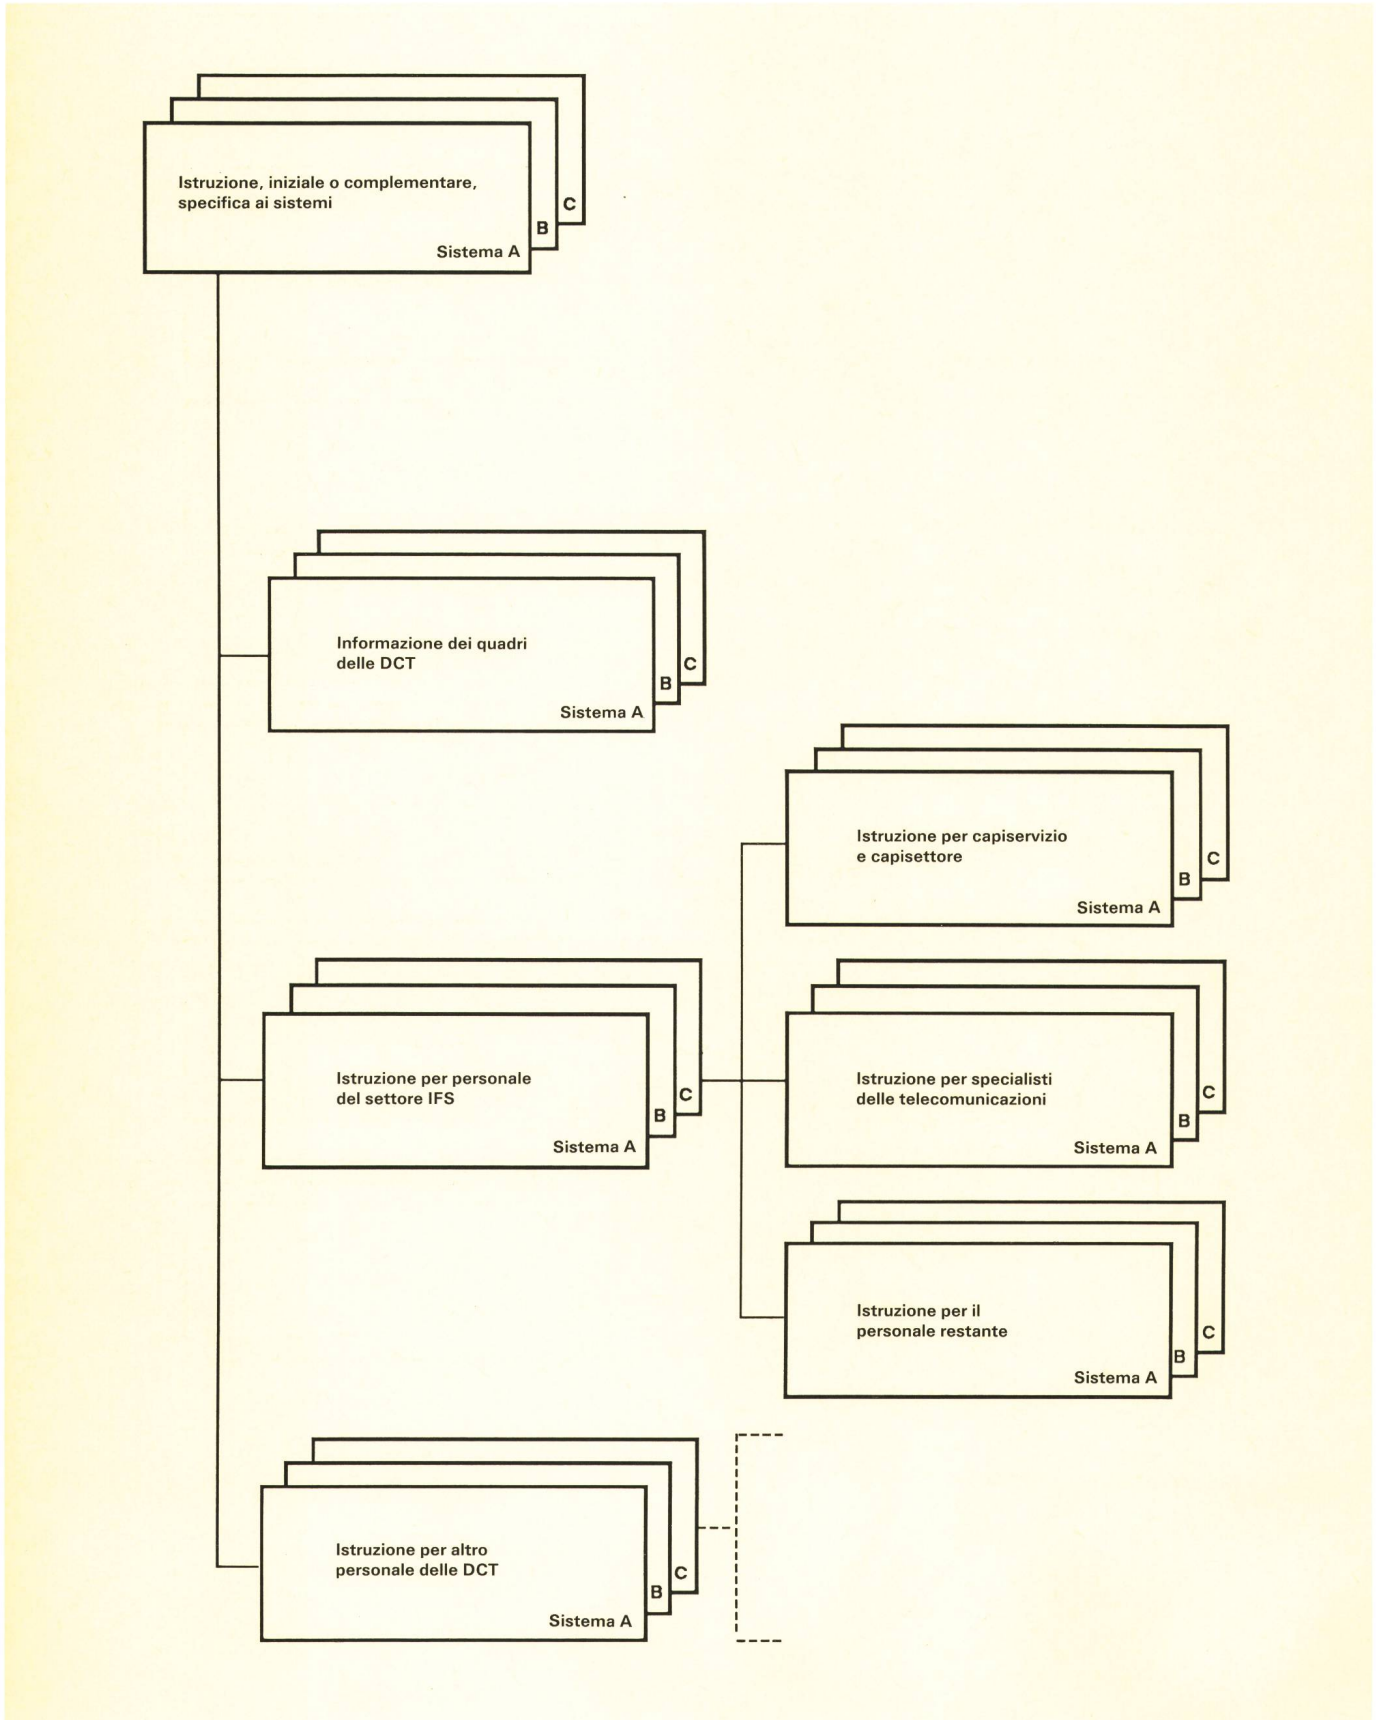 Istruzione, iniziale o complementare,
specifica ai sistemi
Sistema A
B
C
Informazione dei quadri
delle DCT
Sistema A
B
C
Istruzione per personale
del settore IFS
Sistema A
B
C
Istruzione per capiservizio
e capisettore
Sistema A
B
C
Istruzione per specialisti
delle telecomunicazioni
Sistema A
B
C
Istruzione per il
personale restante
Sistema A
B
C
Istruzione per altro
personale delle DCT
Sistema A
B
C